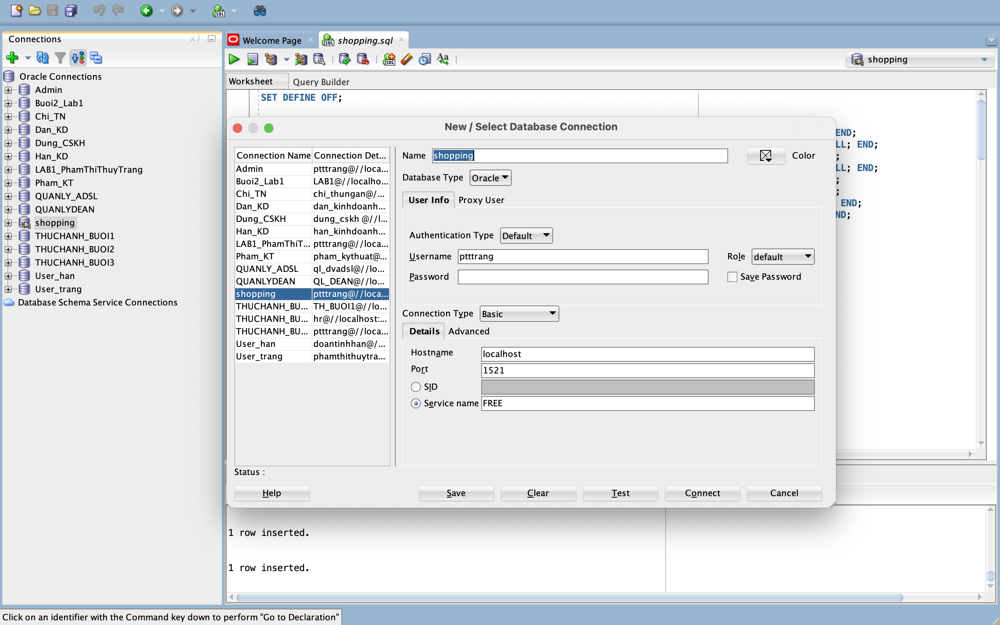 Connections
Welcome Page
shopping.sql
shopping
Worksheet
Query Builder
Oracle Connections
Admin
Buoi2_Lab1
Chi_TN
Dan_KD
Dung_CSKH
Han_KD
LAB1_PhamThiThuyTrang
Pham_KT
QUANLY_ADSL
QUANLYDEAN
shopping
THUCHANH_BUOI1
THUCHANH_BUOI2
THUCHANH_BUOI3
User_han
User_trang
Database Schema Service Connections
SET DEFINE OFF;
END;
LL; END;
;
LL; END;
;
;
END;
ND;
New / Select Database Connection
Connection Name Connection Det...
Admin ptttrang@//loca...
Buoi2_Lab1 LAB1@//localho...
Chi_TN chi_thungan@/...
Dan_KD dan_kinhdoanh...
Dung_CSKH dung_cskh @//l...
Han_KD han_kinhdoanh...
LAB1_PhamThiT... ptttrang@//loca...
Pham_KT pham_kythuat@...
QUANLY_ADSL ql_dvadsl@//lo...
QUANLYDEAN QL_DEAN@//lo...
shopping ptttrang@//loca...
THUCHANH_BU... TH_BUOI1@//lo...
THUCHANH_BU... hr@//localhost:...
THUCHANH_BU... ptttrang@//loca...
User_han doantinhhan@/...
User_trang phamthithuytra...
Name shopping Color
Database Type Oracle
User Info Proxy User
Authentication Type Default
Username ptttrang Role default
Password Save Password
Connection Type Basic
Details Advanced
Hostname localhost
Port 1521
SID
Service name FREE
Status :
Help Save Clear Test Connect Cancel
1 row inserted.
1 row inserted.
Click on an identifier with the Command key down to perform "Go to Declaration"